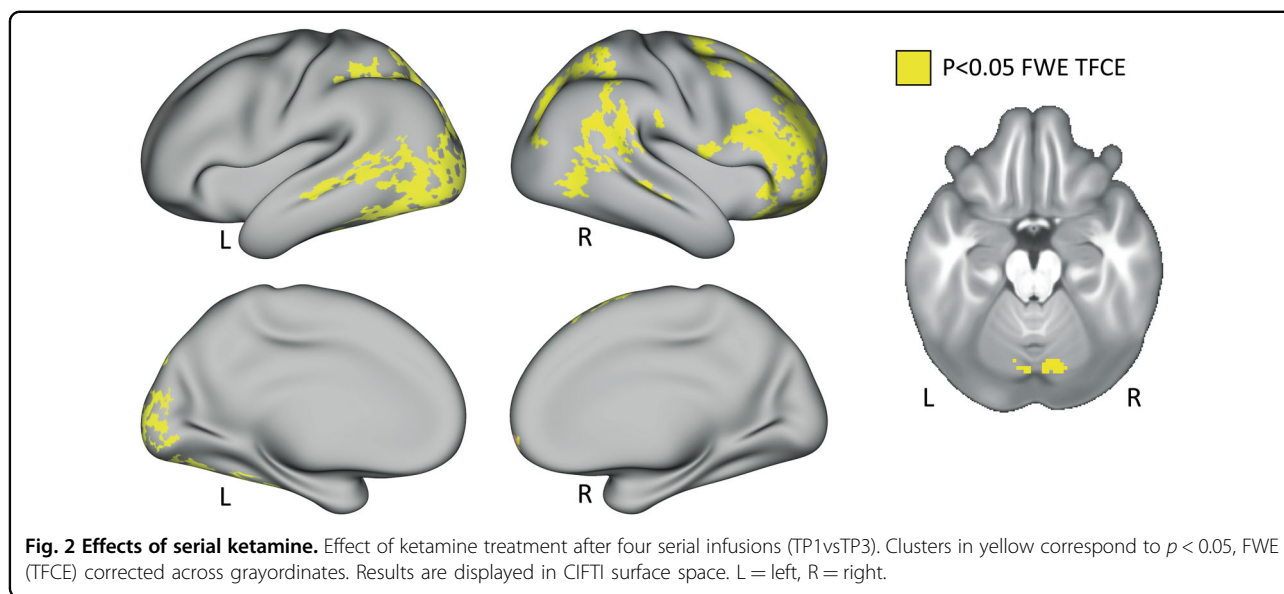 P<0.05 FWE TFCE
L
R
L
R
L
R
Fig. 2 Effects of serial ketamine. Effect of ketamine treatment after four serial infusions (TP1vsTP3). Clusters in yellow correspond to p < 0.05, FWE
(TFCE) corrected across grayordinates. Results are displayed in CIFTI surface space. L = left, R = right.